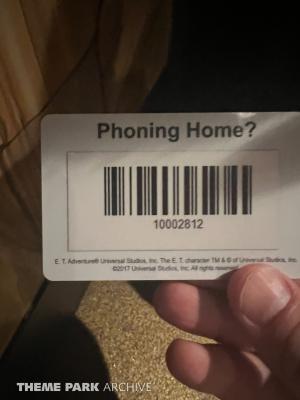 Phoning Home?
10002812
E. T. Adventure® Universal Studios, Inc. The E. T. character TM & © of Universal Studios, Inc.
©2017 Universal Studios, Inc. All rights reserved
THEME PARK ARCHIVE